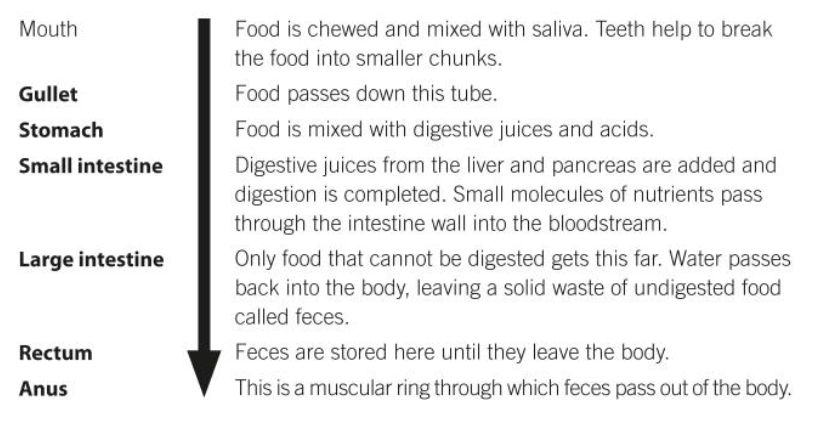 Mouth Food is chewed and mixed with saliva. Teeth help to break
the food into smaller chunks.
Gullet Food passes down this tube.
Stomach Food is mixed with digestive juices and acids.
Small intestine Digestive juices from the liver and pancreas are added and
digestion is completed. Small molecules of nutrients pass
through the intestine wall into the bloodstream.
Large intestine Only food that cannot be digested gets this far. Water passes
back into the body, leaving a solid waste of undigested food
called feces.
Rectum Feces are stored here until they leave the body.
Anus This is a muscular ring through which feces pass out of the body.